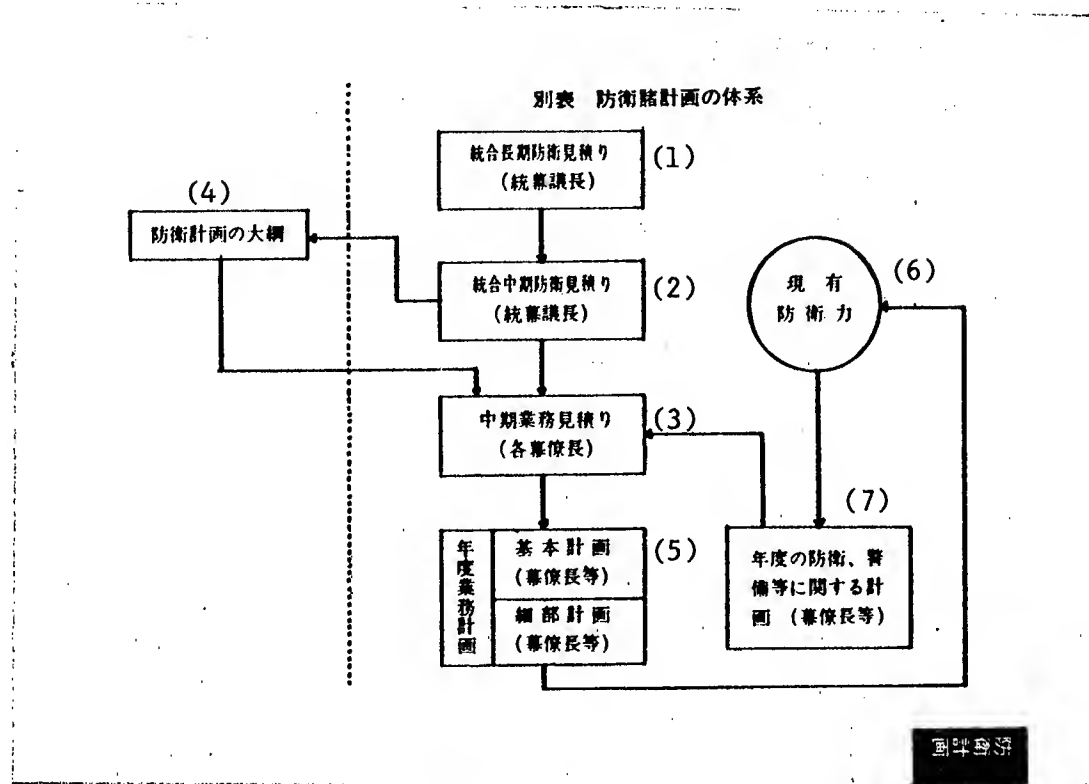 別表 防衛諸計画の体系
統合長期防衛見積り
(統幕議長)
(1)
(4)
防衛計画の大綱
統合中期防衛見積り
(統幕議長)
(2)
現有
防衛力
(6)
中期業務見積り
(各幕僚長)
(3)
年度業務計画
基本計画
(幕僚長等)
細部計画
(幕僚長等)
(5)
(7)
年度の防衛、警
備等に関する計
画 (幕僚長等)
防衛計画